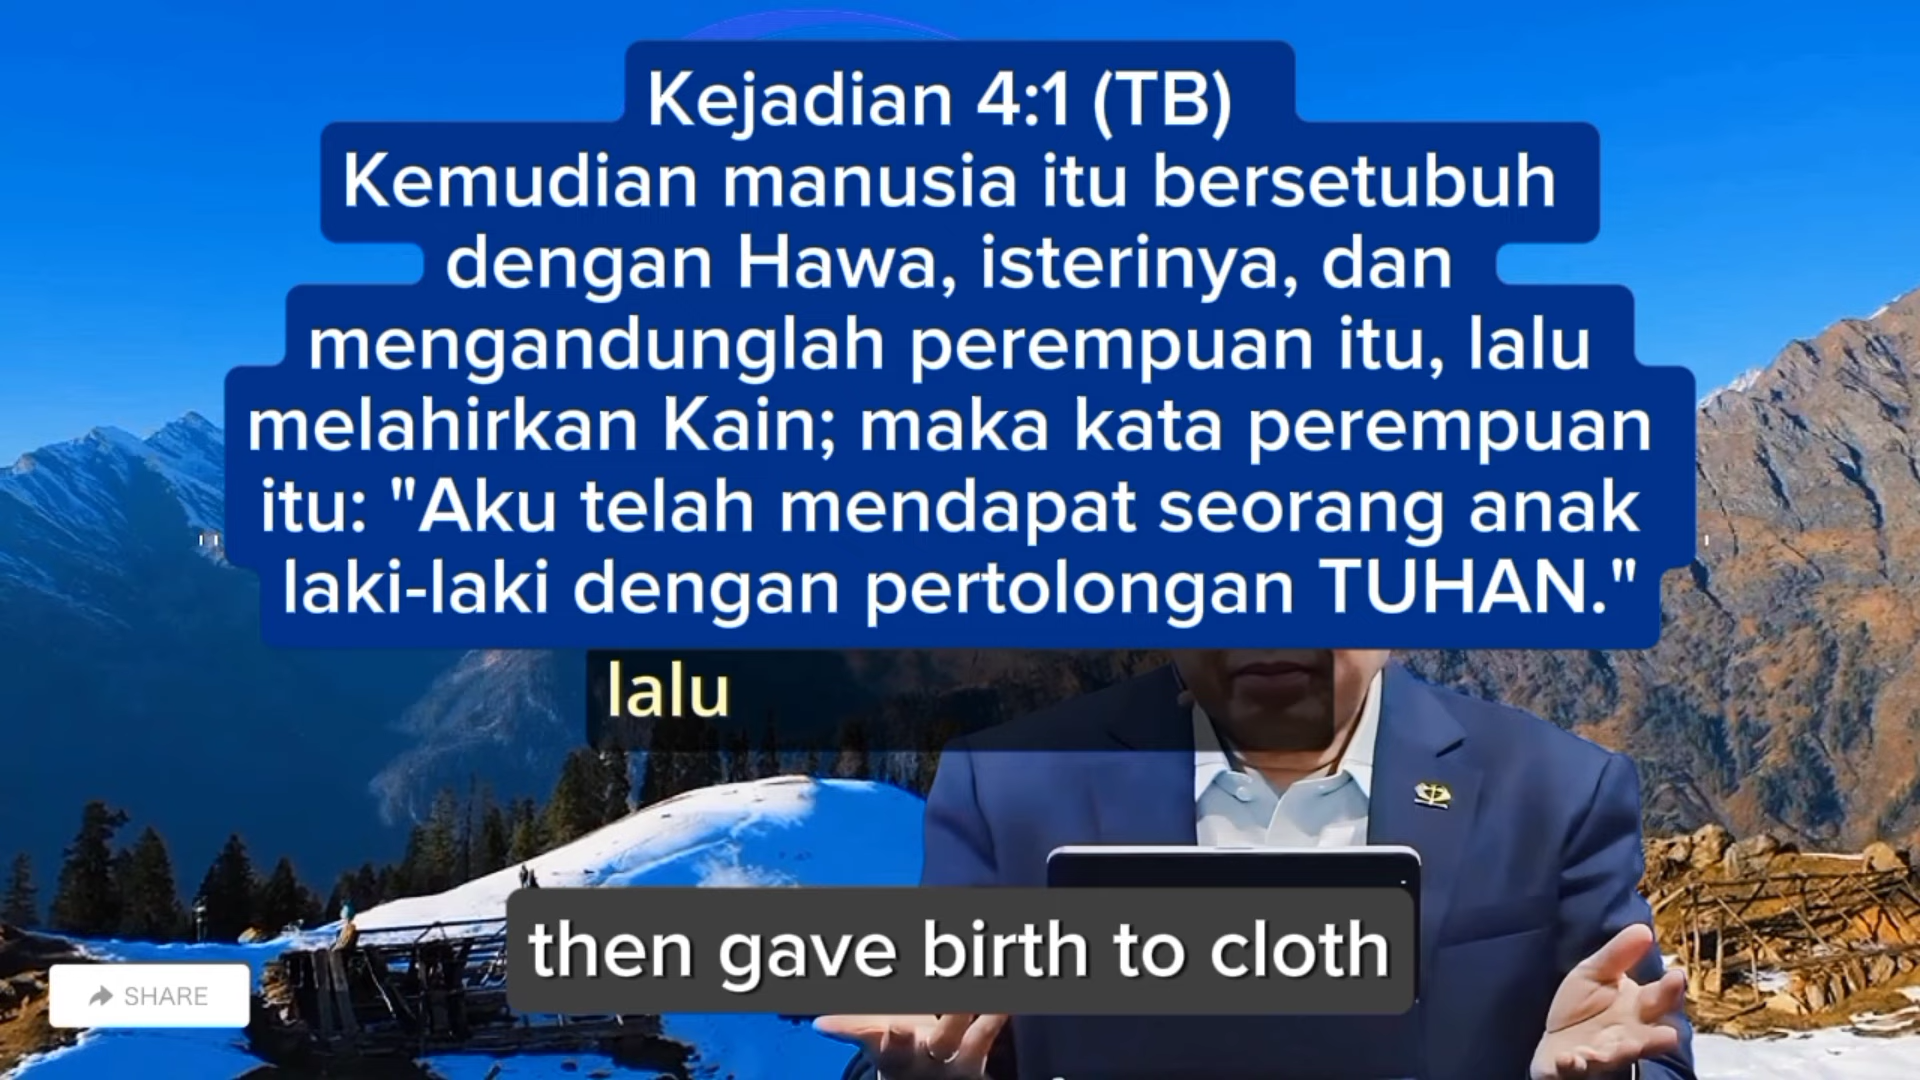 Kejadian 4:1 (TB)
Kemudian manusia itu bersetubuh
dengan Hawa, isterinya, dan
mengandunglah perempuan itu, lalu
melahirkan Kain; maka kata perempuan
itu: "Aku telah mendapat seorang anak
laki-laki dengan pertolongan TUHAN."
lalu
then gave birth to cloth
SHARE